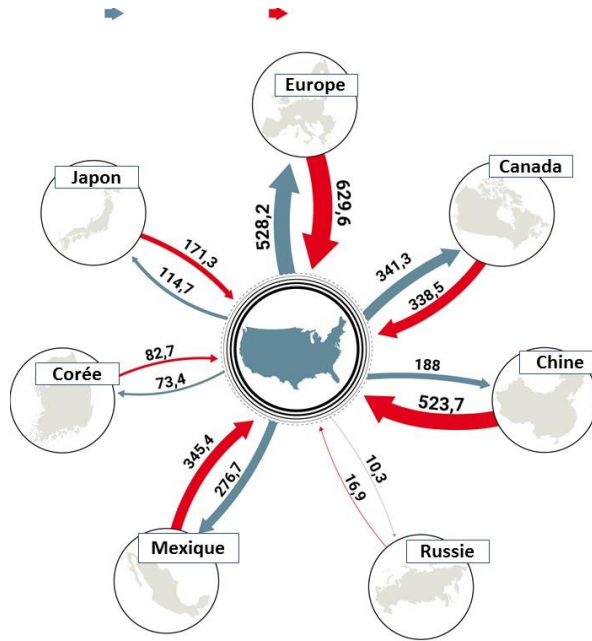 Europe
Japon
Canada
629,6
528,2
171,3
114,7
341,3
338,5
82,7
73,4
Corée
188
Chine
523,7
345,4
276,7
10,3
16,9
Mexique
Russie